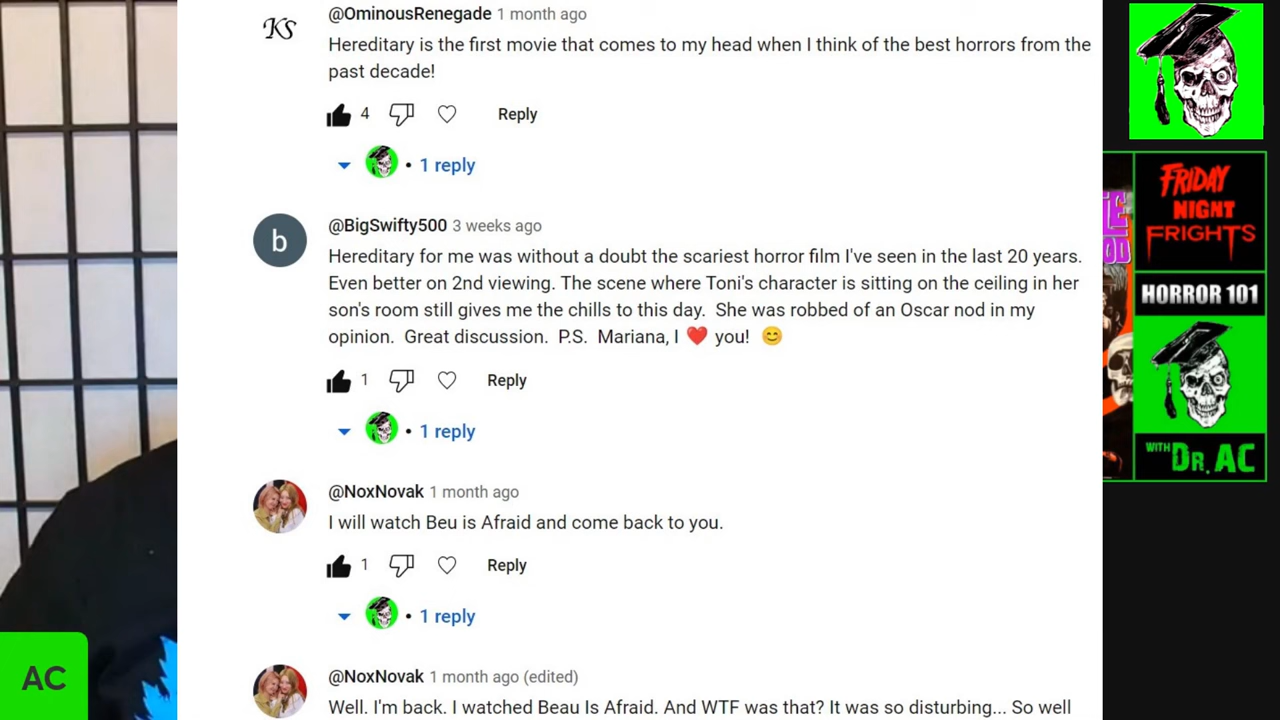 KS
@OminousRenegade 1 month ago
Hereditary is the first movie that comes to my head when I think of the best horrors from the
past decade!
4 Reply
• 1 reply
b
@BigSwifty500 3 weeks ago
Hereditary for me was without a doubt the scariest horror film I've seen in the last 20 years.
Even better on 2nd viewing. The scene where Toni's character is sitting on the ceiling in her
son's room still gives me the chills to this day. She was robbed of an Oscar nod in my
opinion. Great discussion. P.S. Mariana, I ❤️ you! 😊
1 Reply
• 1 reply
@NoxNovak 1 month ago
I will watch Beu is Afraid and come back to you.
1 Reply
• 1 reply
@NoxNovak 1 month ago (edited)
Well. I'm back. I watched Beau Is Afraid. And WTF was that? It was so disturbing... So well
AC
FRIDAY
NIGHT
FRIGHTS
HORROR 101
WITH DR. AC